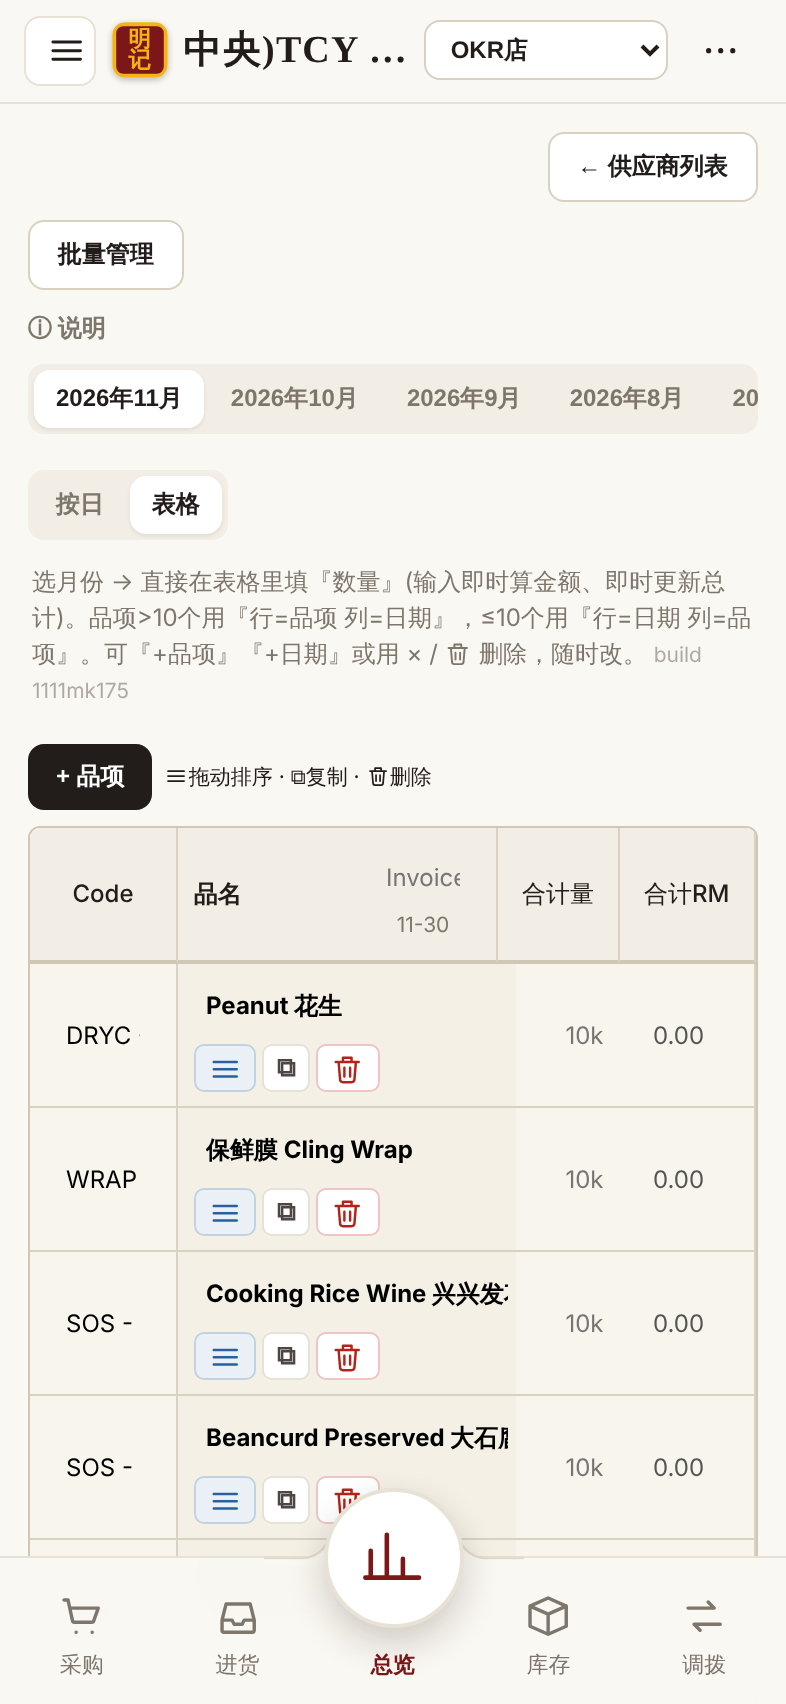 明记
中央)TCY ...
OKR店
← 供应商列表
批量管理
ⓘ 说明
2026年11月 2026年10月 2026年9月 2026年8月 20
按日 表格
选月份 → 直接在表格里填『数量』(输入即时算金额、即时更新总
计)。品项>10个用『行=品项 列=日期』，≤10个用『行=日期 列=品
项』。可『+品项』『+日期』或用 × / 删除，随时改。 build
1111mk175
+ 品项
拖动排序 · ⧉复制 · 删除
Code 品名 Invoice 合计量 合计RM
11-30
Peanut 花生
DRYC 10k 0.00
保鲜膜 Cling Wrap
WRAP 10k 0.00
Cooking Rice Wine 兴兴发
SOS - 10k 0.00
Beancurd Preserved 大石
SOS - 10k 0.00
采购 进货 总览 库存 调拨